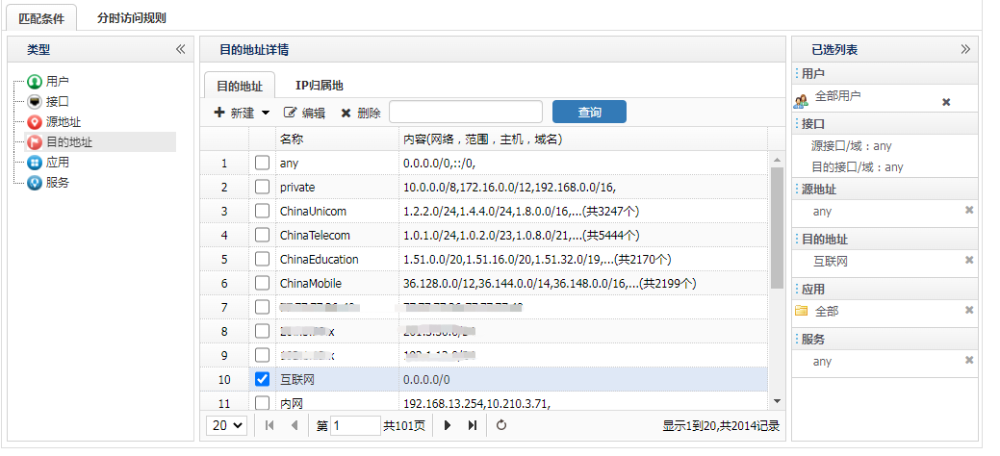 匹配条件 分时访问规则
类型
用户
接口
源地址
目的地址
应用
服务
目的地址详情
目的地址 IP归属地
新建 编辑 删除 查询
名称 内容(网络，范围，主机，域名)
1 any 0.0.0.0/0,::/0,
2 private 10.0.0.0/8,172.16.0.0/12,192.168.0.0/16,
3 ChinaUnicom 1.2.2.0/24,1.4.4.0/24,1.8.0.0/16,...(共3247个)
4 ChinaTelecom 1.0.1.0/24,1.0.2.0/23,1.0.8.0/21,...(共5444个)
5 ChinaEducation 1.51.0.0/20,1.51.16.0/20,1.51.32.0/19,...(共2170个)
6 ChinaMobile 36.128.0.0/12,36.144.0.0/14,36.148.0.0/16,...(共2199个)
7
8
9
10 互联网 0.0.0.0/0
11 内网 192.168.13.254,10.210.3.71,
20 第 1 共101页 显示1到20,共2014记录
已选列表
用户
全部用户
接口
源接口/域：any
目的接口/域：any
源地址
any
目的地址
互联网
应用
全部
服务
any